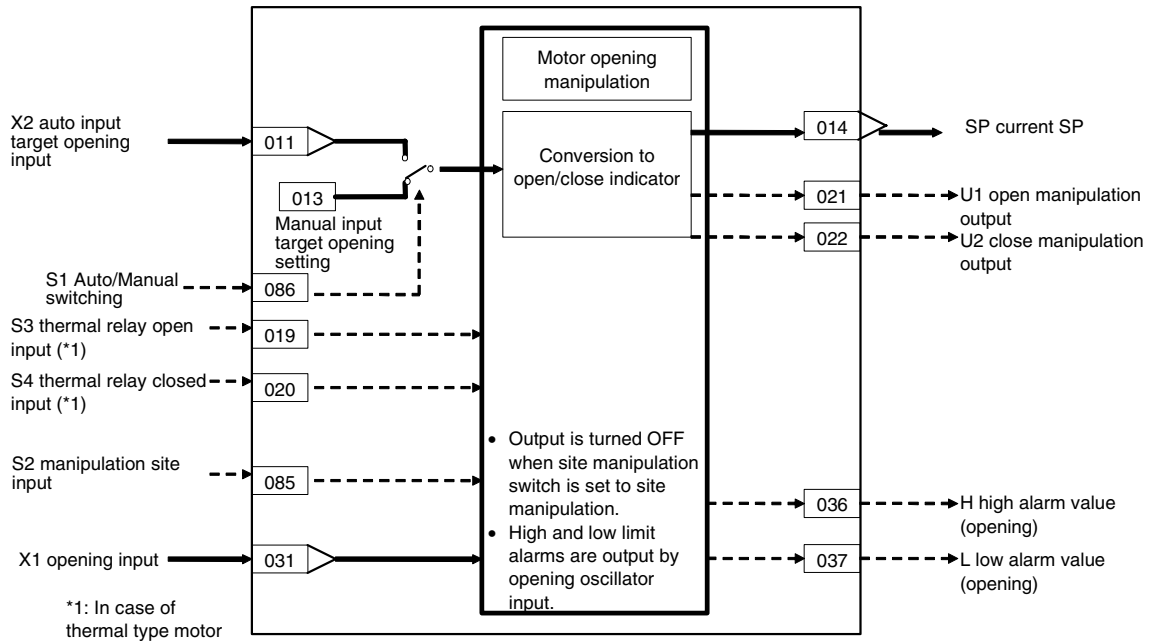 Motor opening
manipulation
X2 auto input
target opening
input
011
013
Manual input
target opening
setting
Conversion to
open/close indicator
014
SP current SP
021
U1 open manipulation
output
022
U2 close manipulation
output
S1 Auto/Manual
switching
086
S3 thermal relay open
input (*1)
019
S4 thermal relay closed
input (*1)
020
S2 manipulation site
input
085
X1 opening input
031
• Output is turned OFF
when site manipulation
switch is set to site
manipulation.
• High and low limit
alarms are output by
opening oscillator
input.
036
H high alarm value
(opening)
037
L low alarm value
(opening)
*1: In case of
thermal type motor